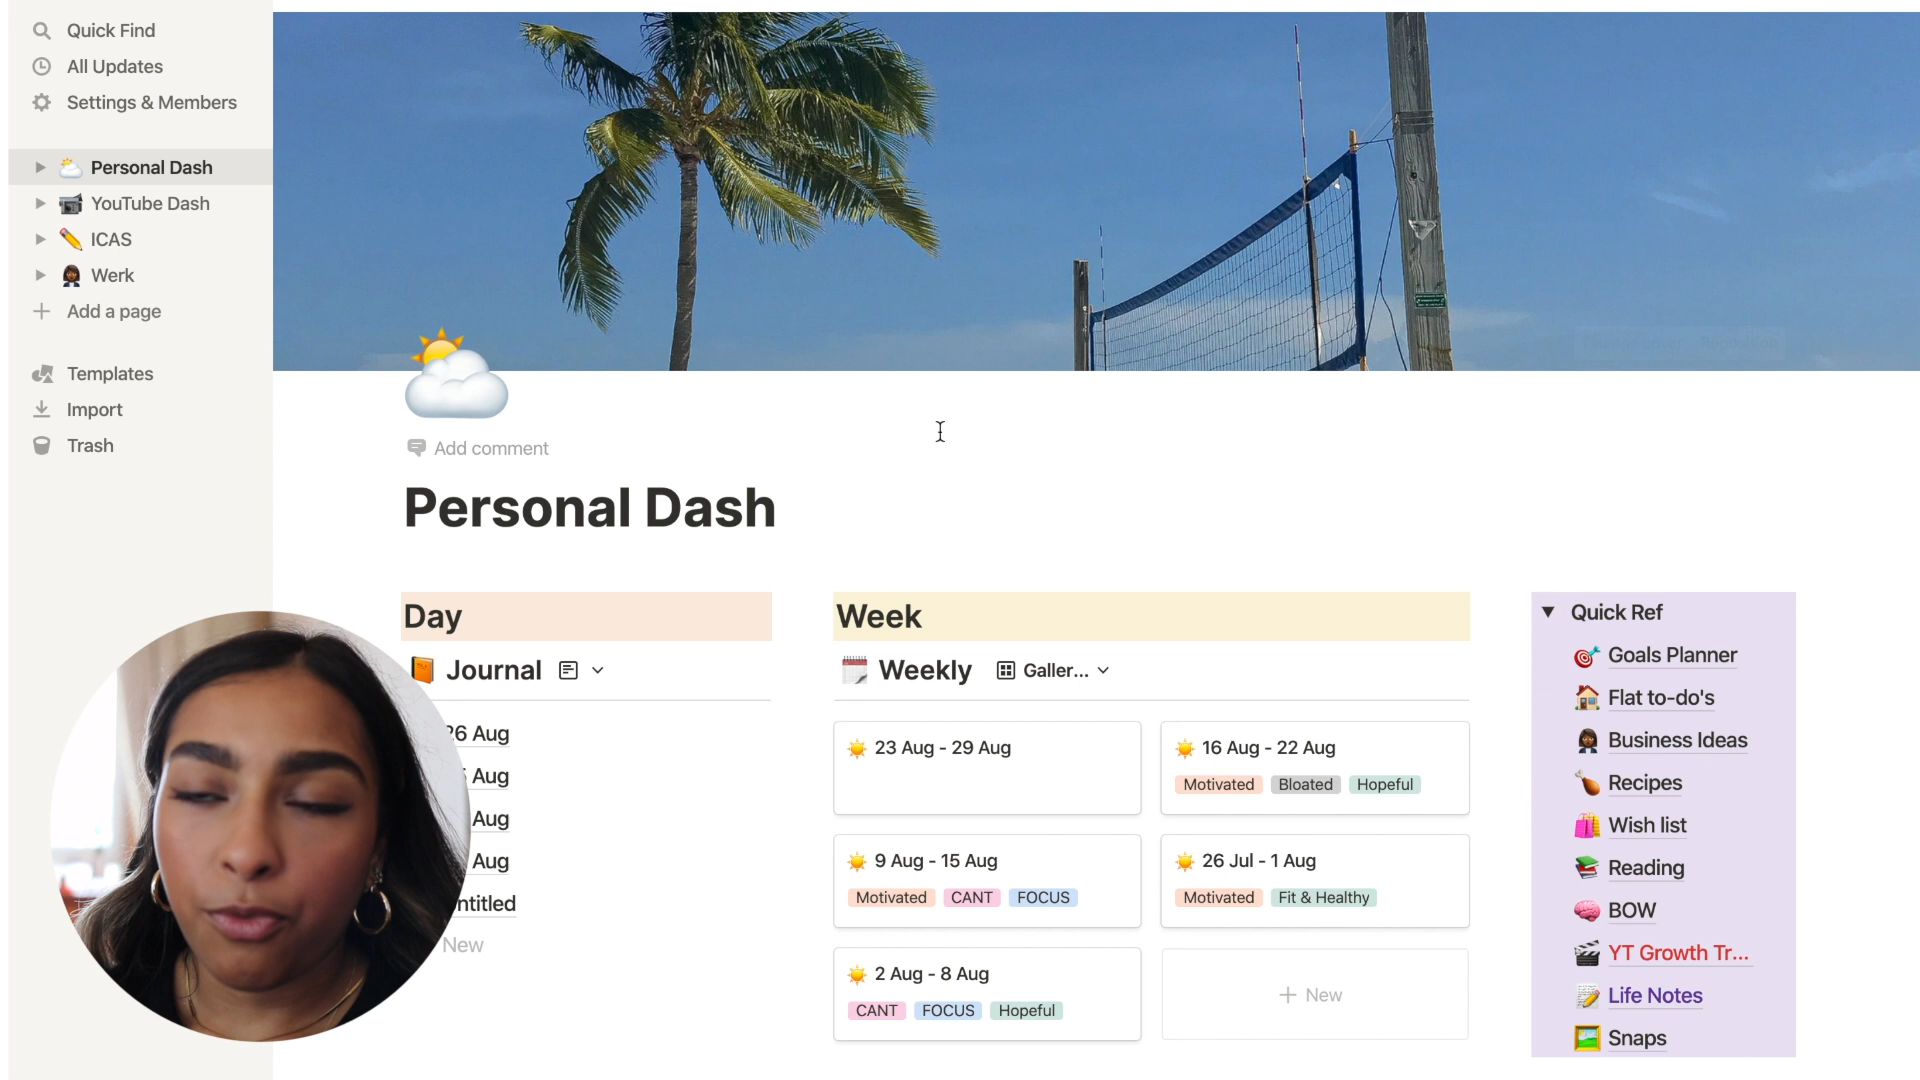 Quick Find
All Updates
Settings & Members
Personal Dash
YouTube Dash
ICAS
Werk
Add a page
Templates
Import
Trash
Add comment
Personal Dash
Day
Journal
26 Aug
Aug
Aug
Aug
ntitled
New
Week
Weekly Galler...
23 Aug - 29 Aug
16 Aug - 22 Aug
Motivated Bloated Hopeful
9 Aug - 15 Aug
Motivated CANT FOCUS
26 Jul - 1 Aug
Motivated Fit & Healthy
2 Aug - 8 Aug
CANT FOCUS Hopeful
New
Quick Ref
Goals Planner
Flat to-do's
Business Ideas
Recipes
Wish list
Reading
BOW
YT Growth Tr...
Life Notes
Snaps